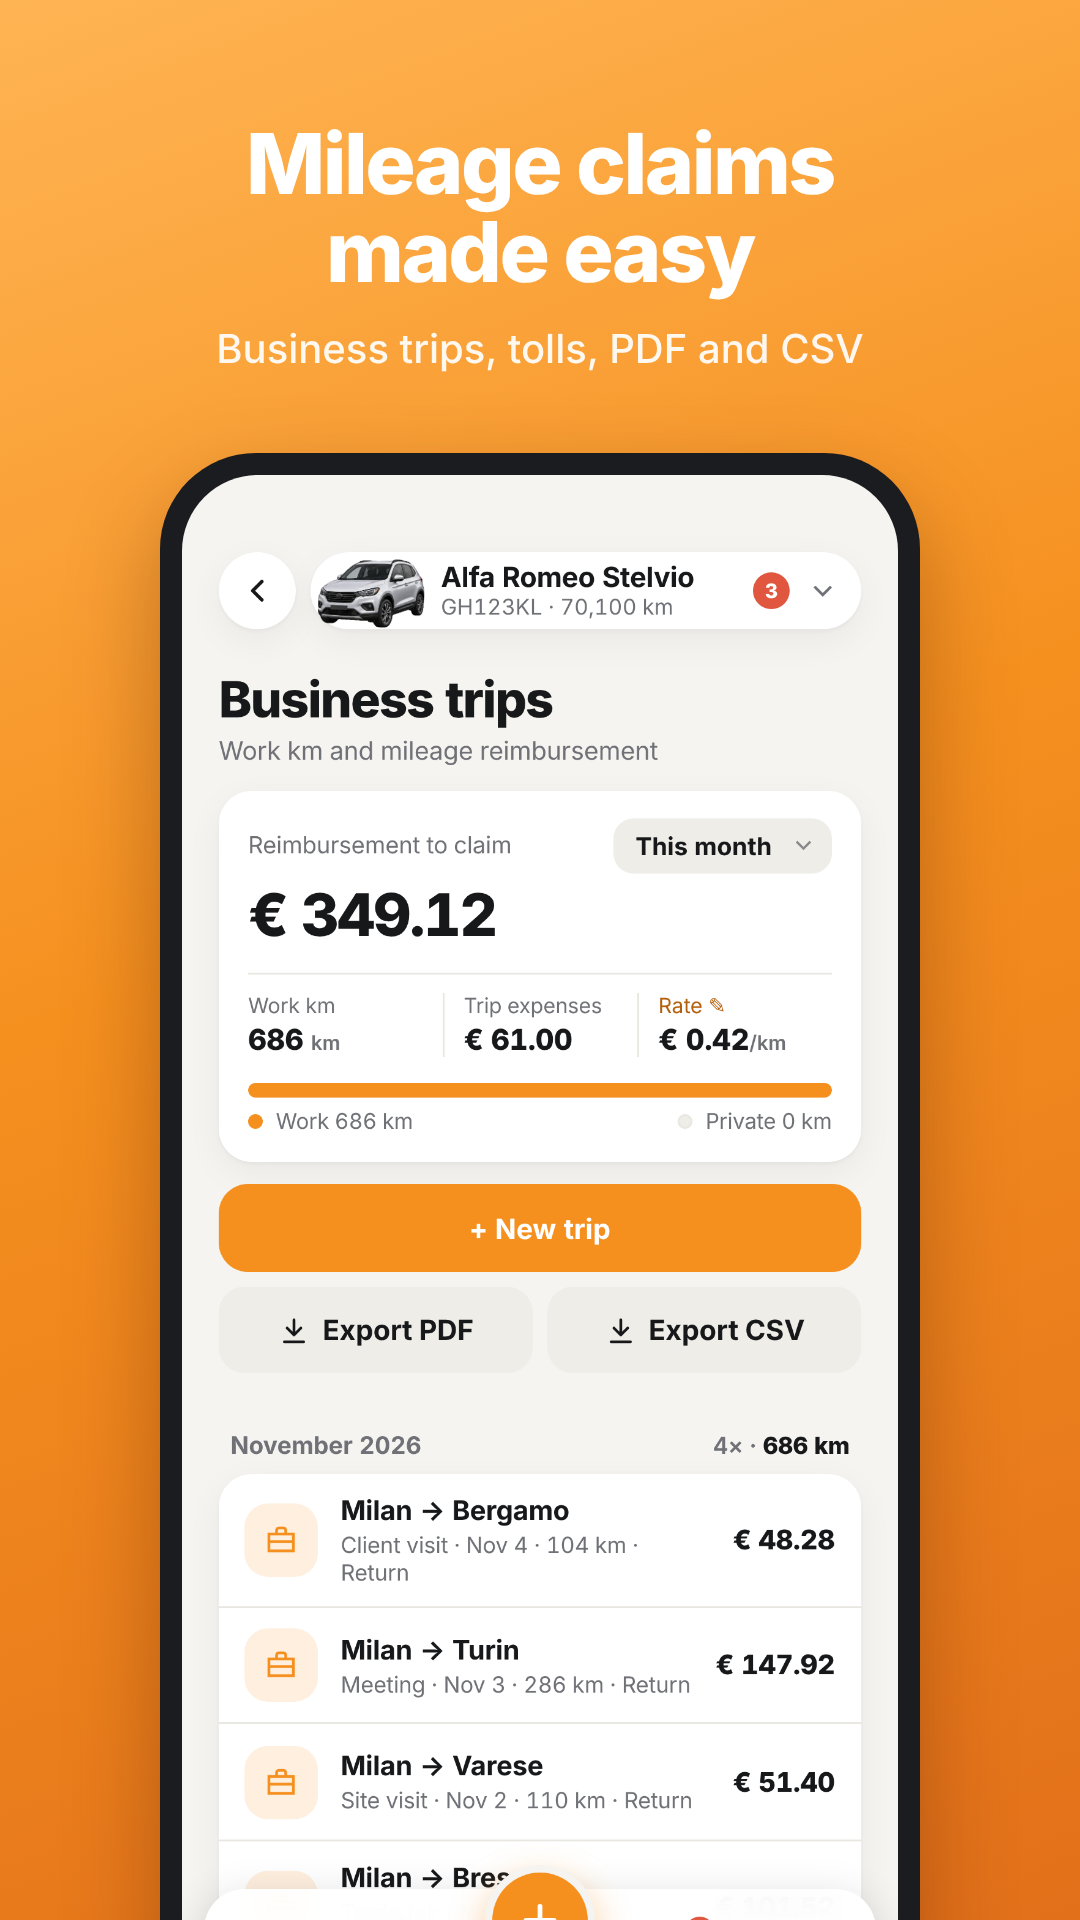 Mileage claims
made easy
Business trips, tolls, PDF and CSV
Alfa Romeo Stelvio
GH123KL · 70,100 km
3
Business trips
Work km and mileage reimbursement
Reimbursement to claim
This month
€ 349.12
Work km
Trip expenses
Rate ✎
686 km
€ 61.00
€ 0.42/km
Work 686 km
Private 0 km
+ New trip
Export PDF
Export CSV
November 2026
4× · 686 km
Milan → Bergamo
Client visit · Nov 4 · 104 km ·
Return
€ 48.28
Milan → Turin
Meeting · Nov 3 · 286 km · Return
€ 147.92
Milan → Varese
Site visit · Nov 2 · 110 km · Return
€ 51.40
Milan → Bres